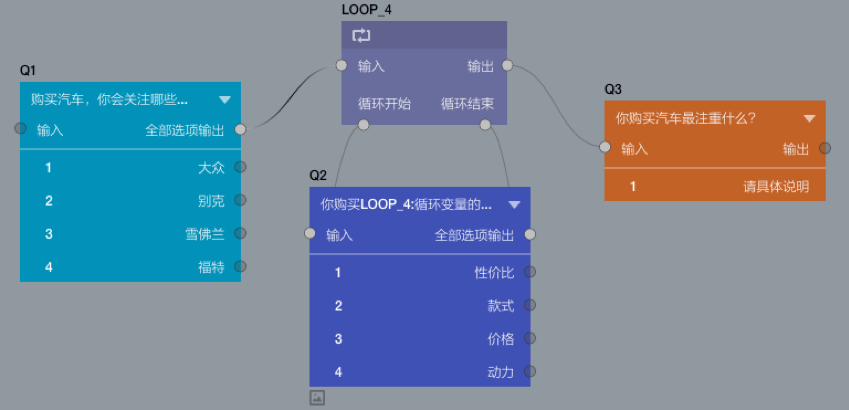 LOOP_4
输入
输出
循环开始
循环结束
Q1
购买汽车，你会关注哪些...
输入
全部选项输出
1
大众
2
别克
3
雪佛兰
4
福特
Q2
你购买LOOP_4:循环变量的...
输入
全部选项输出
1
性价比
2
款式
3
价格
4
动力
Q3
你购买汽车最注重什么?
输入
输出
1
请具体说明